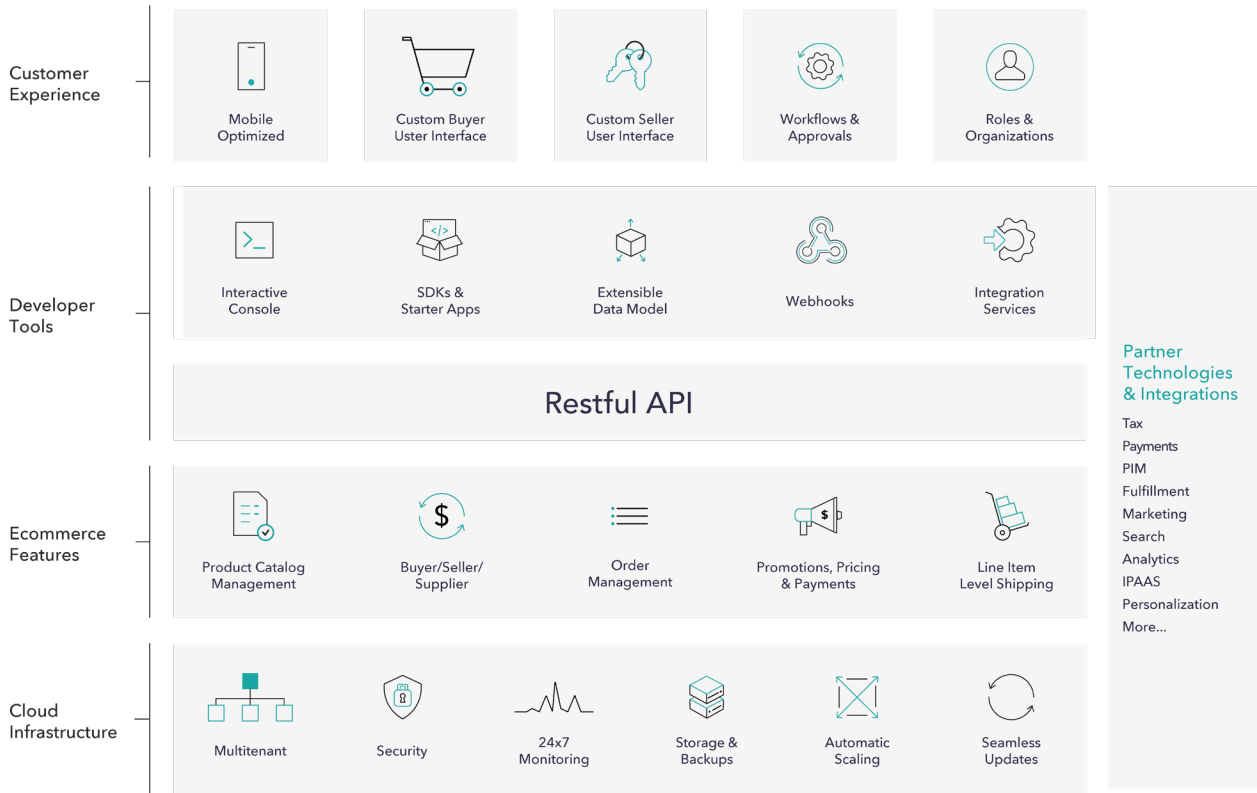 Customer
Experience
Mobile
Optimized
Custom Buyer
Uster Interface
Custom Seller
User Interface
Workflows &
Approvals
Roles &
Organizations
Developer
Tools
>_
Interactive
Console
</>
SDKs &
Starter Apps
Extensible
Data Model
Webhooks
Integration
Services
Restful API
Ecommerce
Features
Product Catalog
Management
$
Buyer/Seller/
Supplier
Order
Management
$
Promotions, Pricing
& Payments
Line Item
Level Shipping
Cloud
Infrastructure
Multitenant
Security
24x7
Monitoring
Storage &
Backups
Automatic
Scaling
Seamless
Updates
Partner
Technologies
& Integrations
Tax
Payments
PIM
Fulfillment
Marketing
Search
Analytics
IPAAS
Personalization
More...